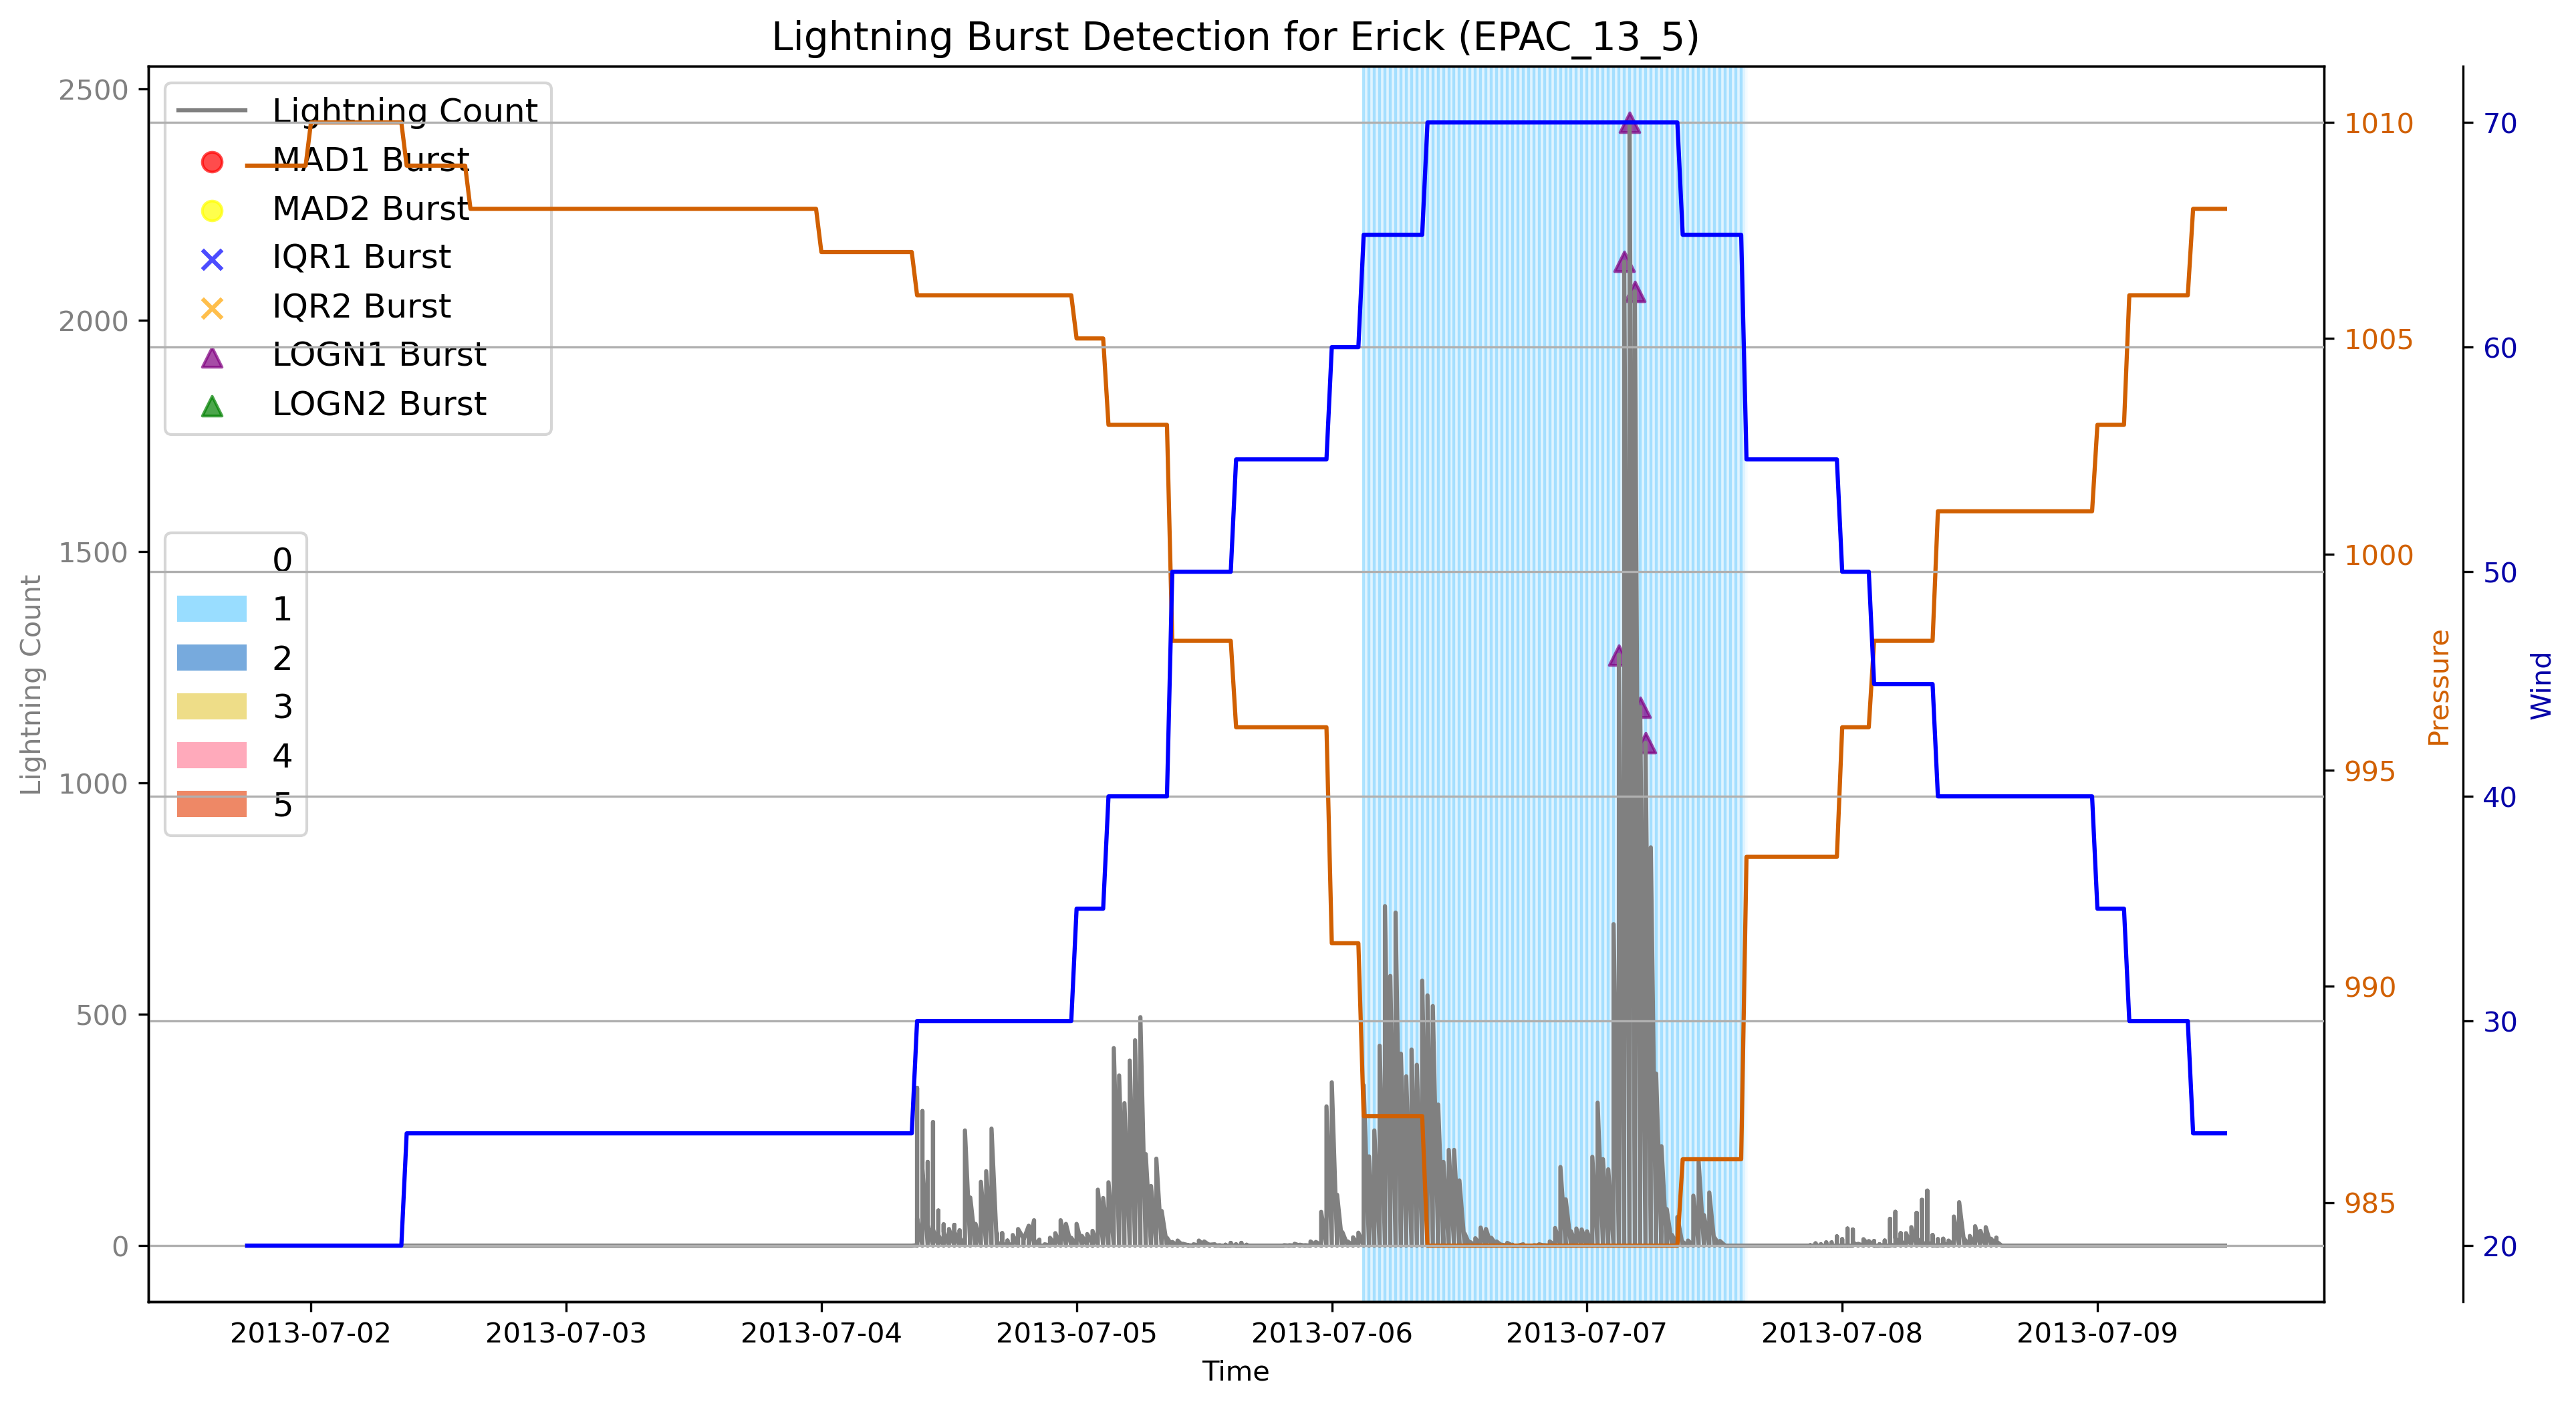 Lightning Burst Detection for Erick (EPAC_13_5)
Lightning Count
MAD1 Burst
MAD2 Burst
IQR1 Burst
IQR2 Burst
LOGN1 Burst
LOGN2 Burst
0
1
2
3
4
5
Lightning Count
2500
2000
1500
1000
500
0
1010
1005
1000
995
990
985
Pressure
70
60
50
40
30
20
Wind
2013-07-02
2013-07-03
2013-07-04
2013-07-05
2013-07-06
2013-07-07
2013-07-08
2013-07-09
Time